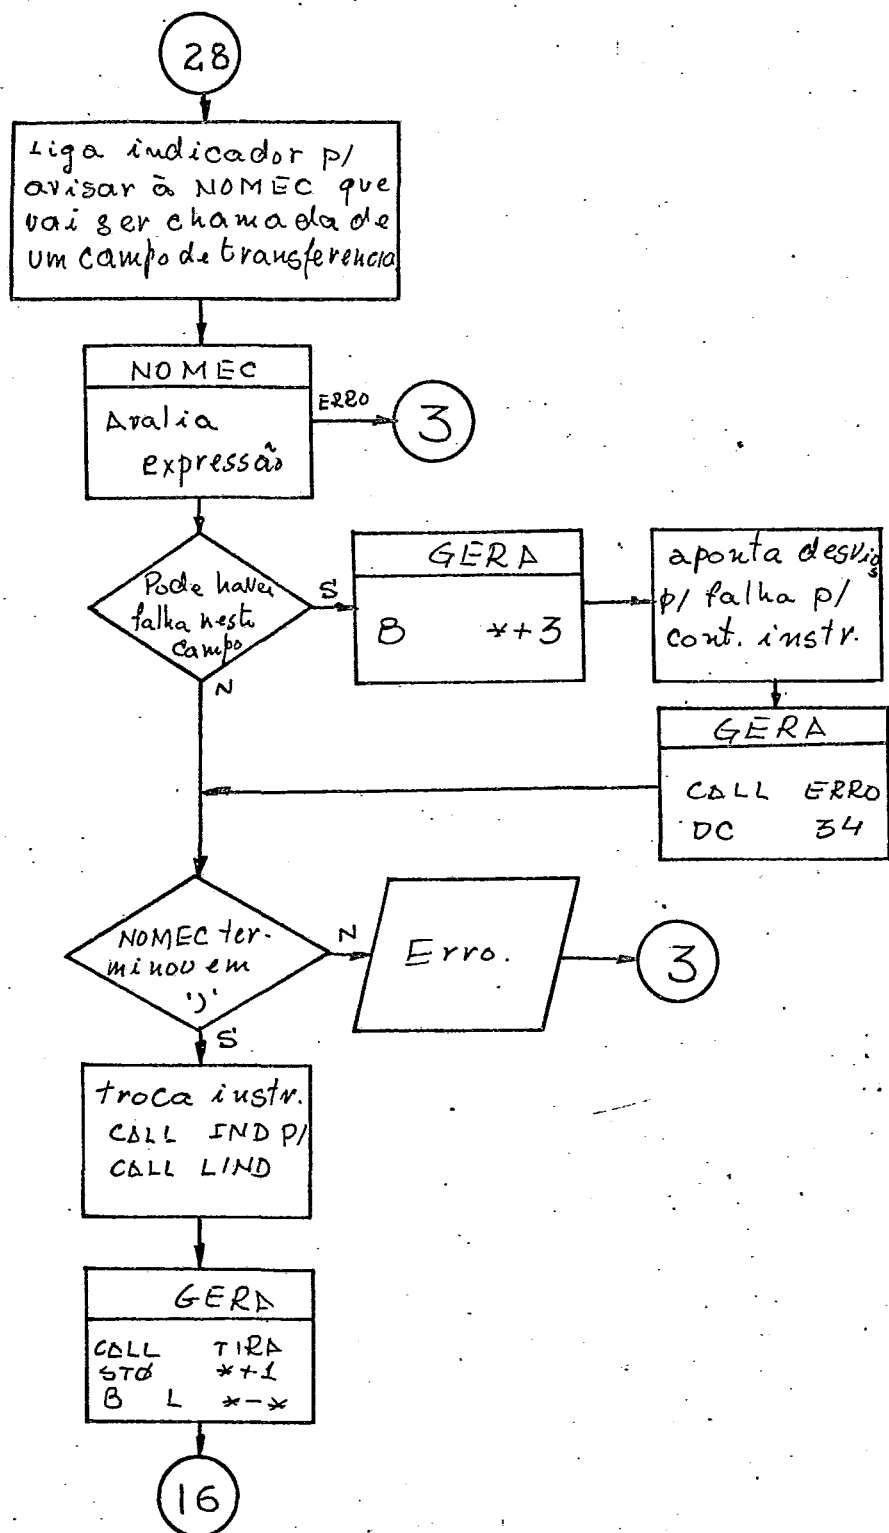 28
Liga indicador p/
avisar à NOMEC que
vai ser chamada de
um campo de transferencia
NOMEC
Avalia
expressão
ERRO
3
Pode haver
falha neste
campo
S
N
GERA
B *+3
aponta desvios
p/ falha p/
cont. instr.
GERA
CALL ERRO
DC 34
NOMEC ter-
minou em
')'
N
S
Erro.
3
troca instr.
CALL IND P/
CALL LIND
GERA
CALL TIRA
STØ *+1
B L *-*
16